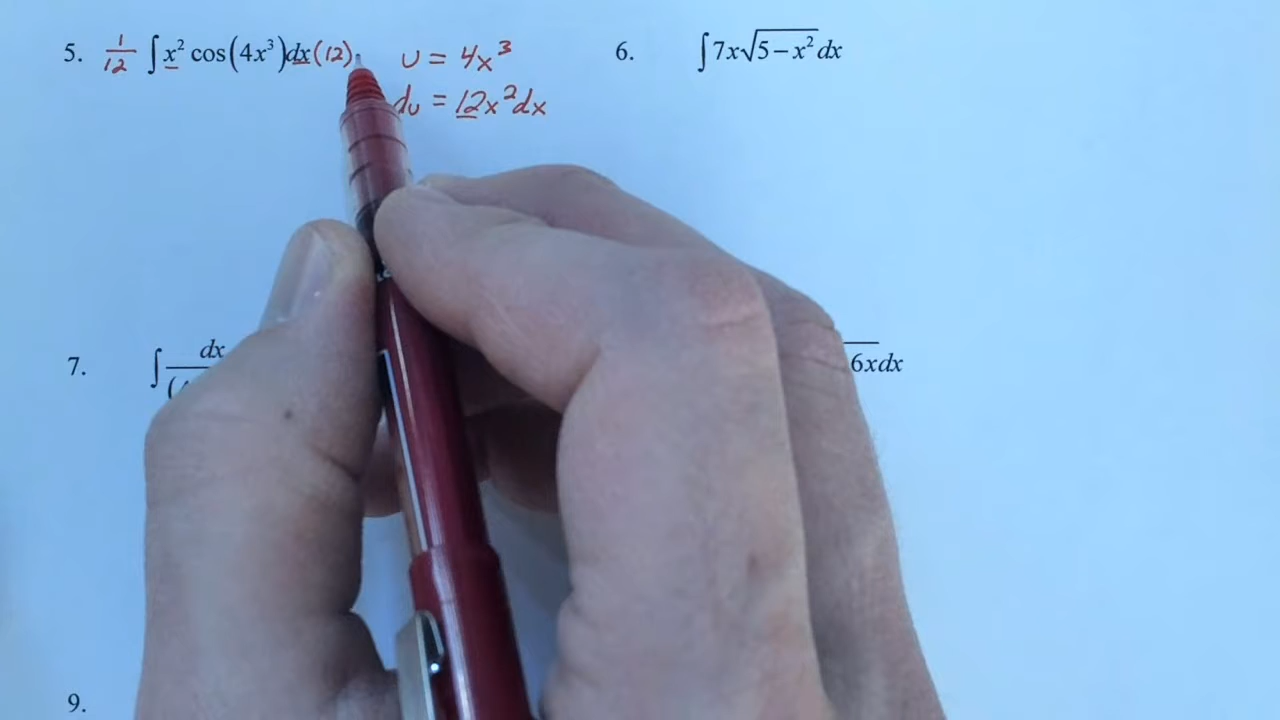 5. 1/12 ∫ x² cos(4x³)dx(12) u = 4x³
du = 12x²dx
6. ∫7x√(5−x²)dx
7. ∫ dx
6xdx
9.